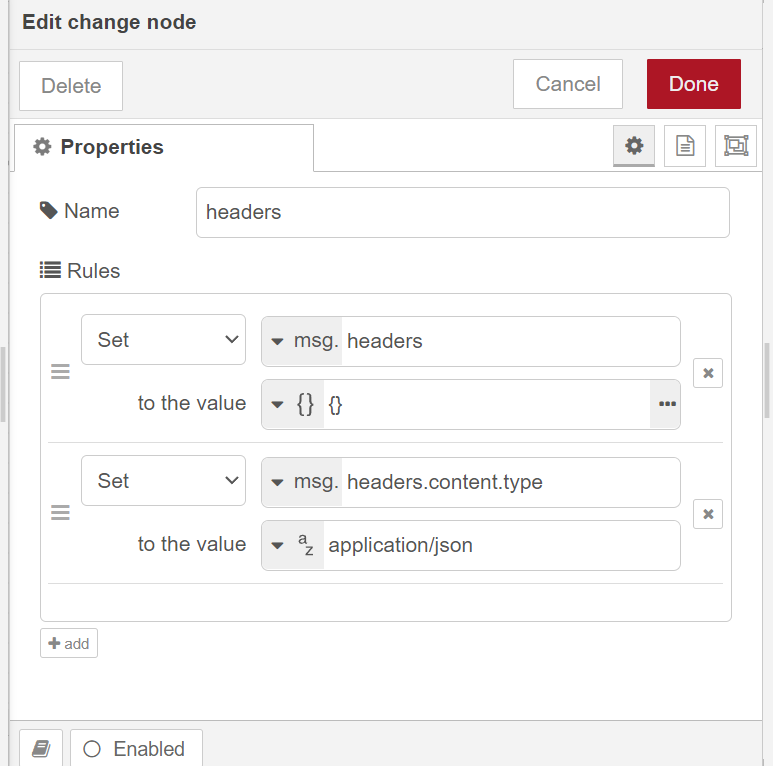 Edit change node
Delete
Cancel
Done
Properties
Name
headers
Rules
Set
msg. headers
to the value
{} {}
Set
msg. headers.content.type
to the value
az application/json
add
Enabled